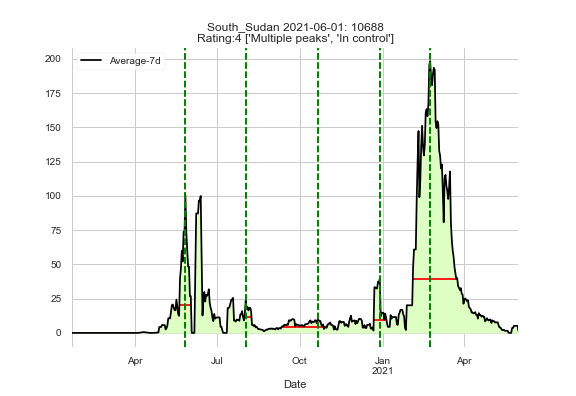 South_Sudan 2021-06-01: 10688
Rating:4 ['Multiple peaks', 'In control']
Average-7d
200
175
150
125
100
75
50
25
0
Apr Jul Oct Jan Apr
2021
Date